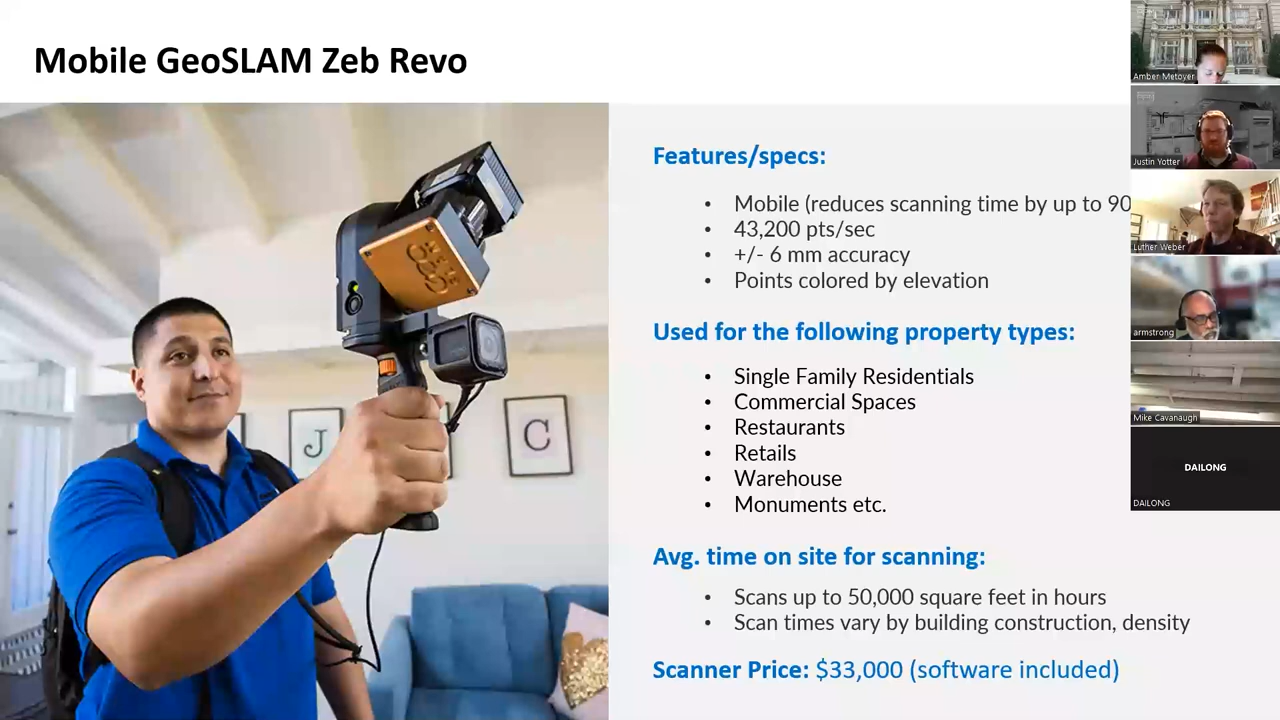 Mobile GeoSLAM Zeb Revo
Features/specs:
• Mobile (reduces scanning time by up to 90
• 43,200 pts/sec
• +/- 6 mm accuracy
• Points colored by elevation
Used for the following property types:
• Single Family Residentials
• Commercial Spaces
• Restaurants
• Retails
• Warehouse
• Monuments etc.
Avg. time on site for scanning:
• Scans up to 50,000 square feet in hours
• Scan times vary by building construction, density
Scanner Price: $33,000 (software included)
J
C
Amber Metoyer
Justin Yotter
Luther Weber
armstrong
Mike Cavanaugh
DAILONG
DAILONG